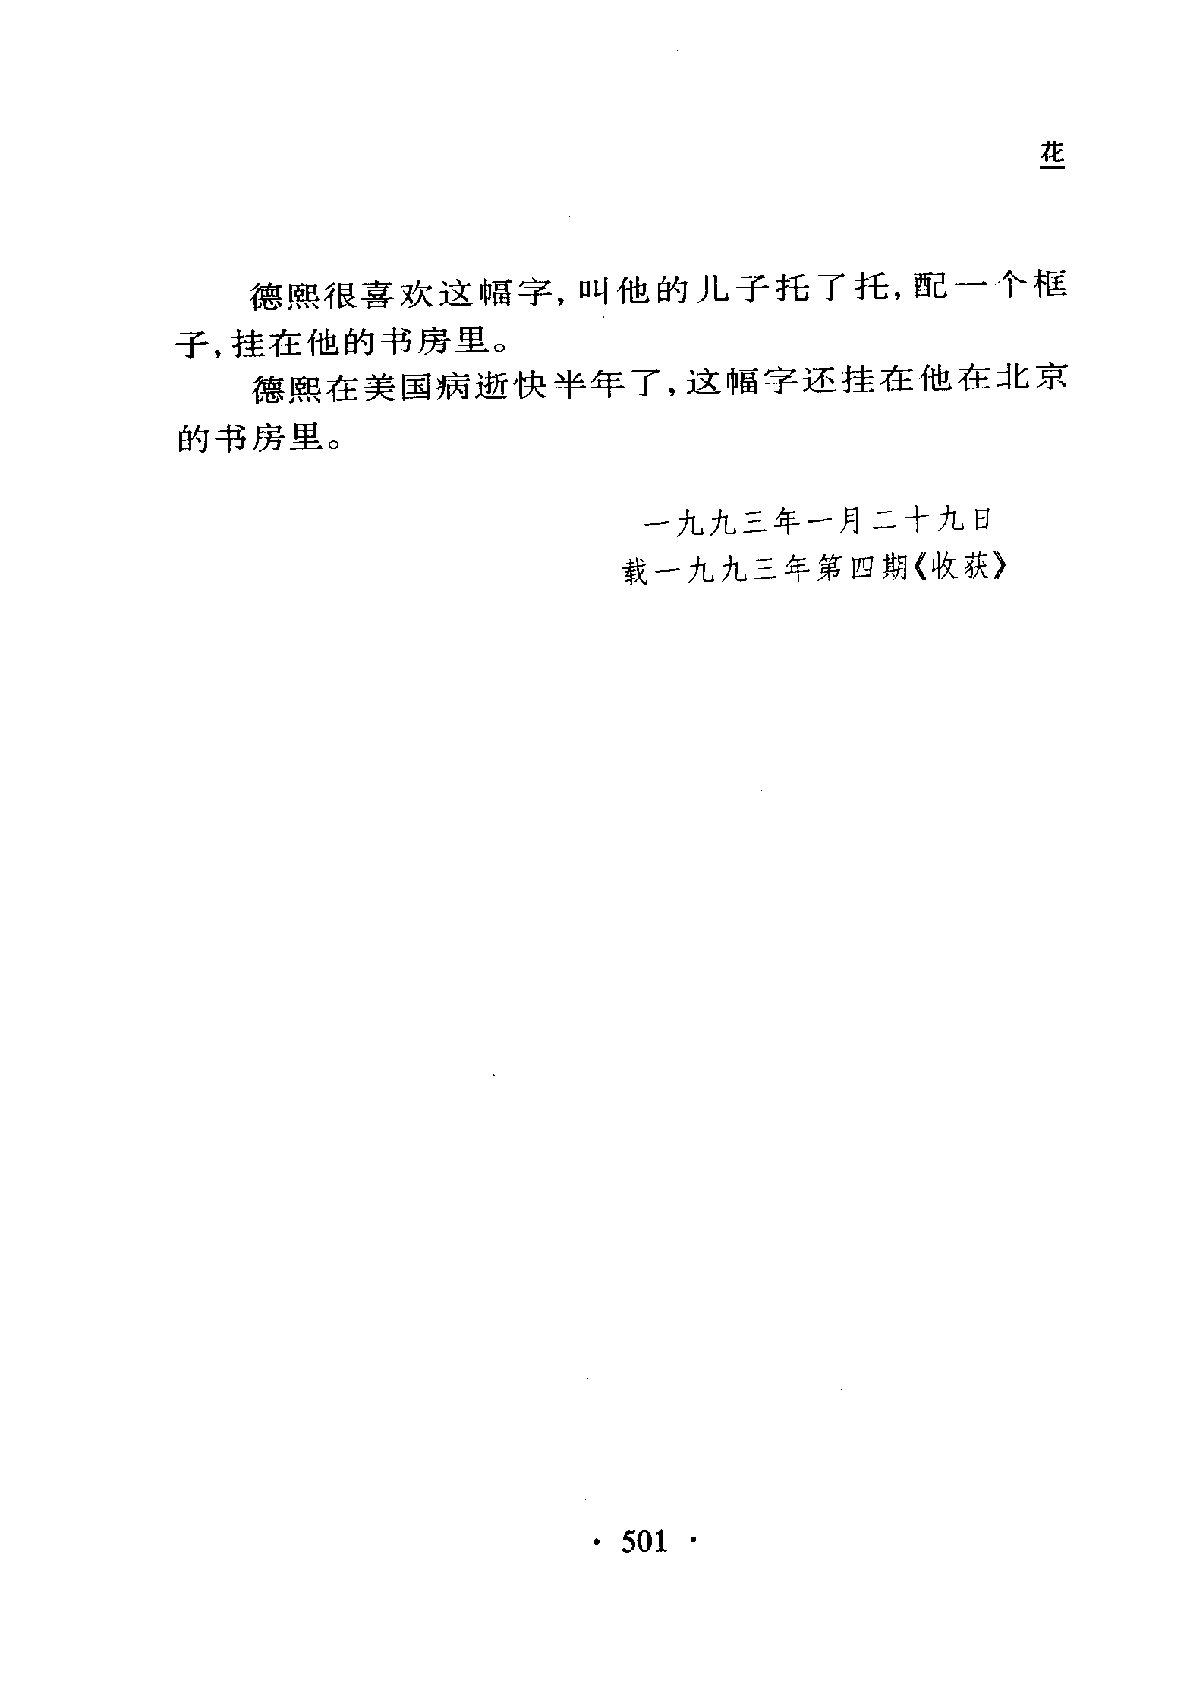 花
德熙很喜欢这幅字，叫他的儿子托了托，配一个框
子，挂在他的书房里。
德熙在美国病逝快半年了，这幅字还挂在他在北京
的书房里。
一九九三年一月二十九日
载一九九三年第四期《收获》
· 501 ·